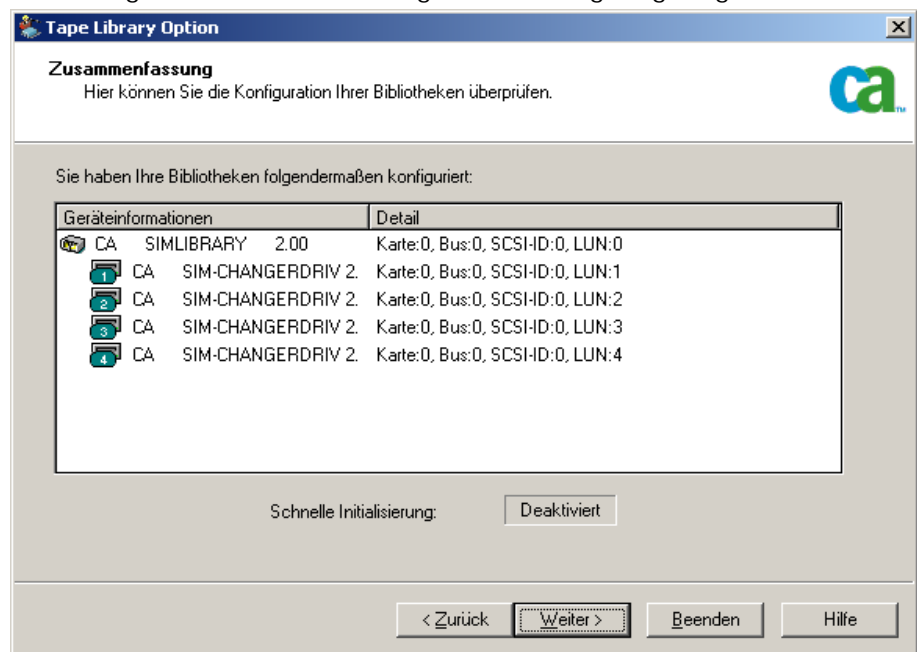 Tape Library Option
Zusammenfassung
Hier können Sie die Konfiguration Ihrer Bibliotheken überprüfen.
ca
TM
Sie haben Ihre Bibliotheken folgendermaßen konfiguriert:
Geräteinformationen Detail
CA SIMLIBRARY 2.00 Karte:0, Bus:0, SCSI-ID:0, LUN:0
1 CA SIM-CHANGERDRIV 2. Karte:0, Bus:0, SCSI-ID:0, LUN:1
2 CA SIM-CHANGERDRIV 2. Karte:0, Bus:0, SCSI-ID:0, LUN:2
3 CA SIM-CHANGERDRIV 2. Karte:0, Bus:0, SCSI-ID:0, LUN:3
4 CA SIM-CHANGERDRIV 2. Karte:0, Bus:0, SCSI-ID:0, LUN:4
Schnelle Initialisierung: Deaktiviert
< Zurück Weiter > Beenden Hilfe